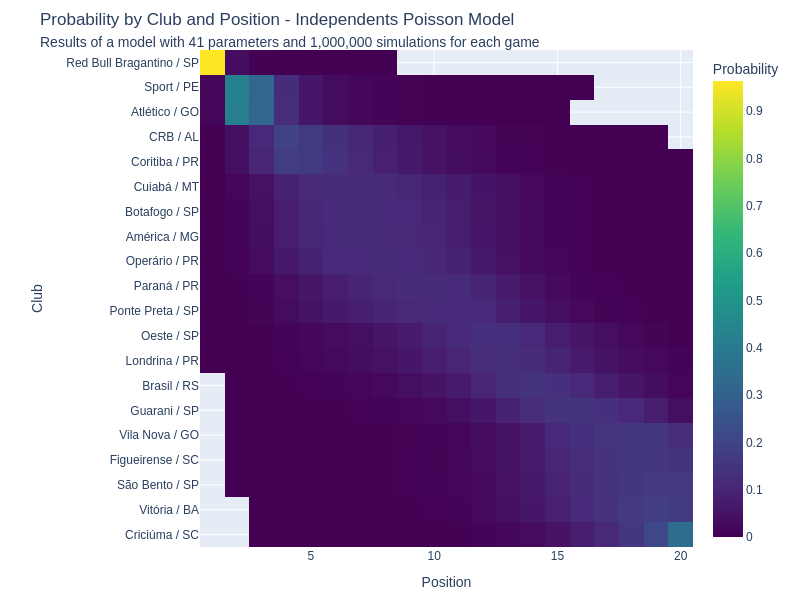 Probability by Club and Position - Independents Poisson Model
Results of a model with 41 parameters and 1,000,000 simulations for each game
Probability
Red Bull Bragantino / SP
Sport / PE
Atlético / GO
CRB / AL
Coritiba / PR
Cuiabá / MT
Botafogo / SP
América / MG
Operário / PR
Paraná / PR
Ponte Preta / SP
Oeste / SP
Londrina / PR
Brasil / RS
Guarani / SP
Vila Nova / GO
Figueirense / SC
São Bento / SP
Vitória / BA
Criciúma / SC
Club
0.9
0.8
0.7
0.6
0.5
0.4
0.3
0.2
0.1
0
5
10
15
20
Position